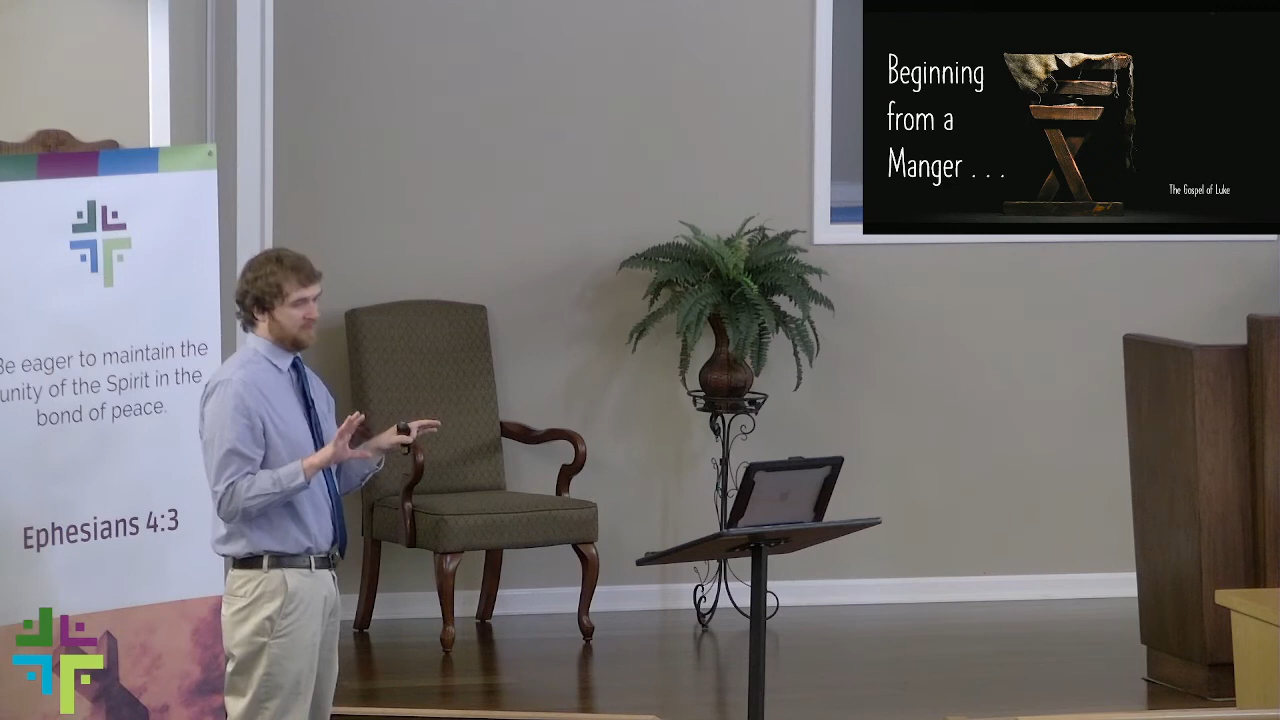 Beginning
from a
Manger . . .
The Gospel of Luke
Be eager to maintain the
unity of the Spirit in the
bond of peace.
Ephesians 4:3